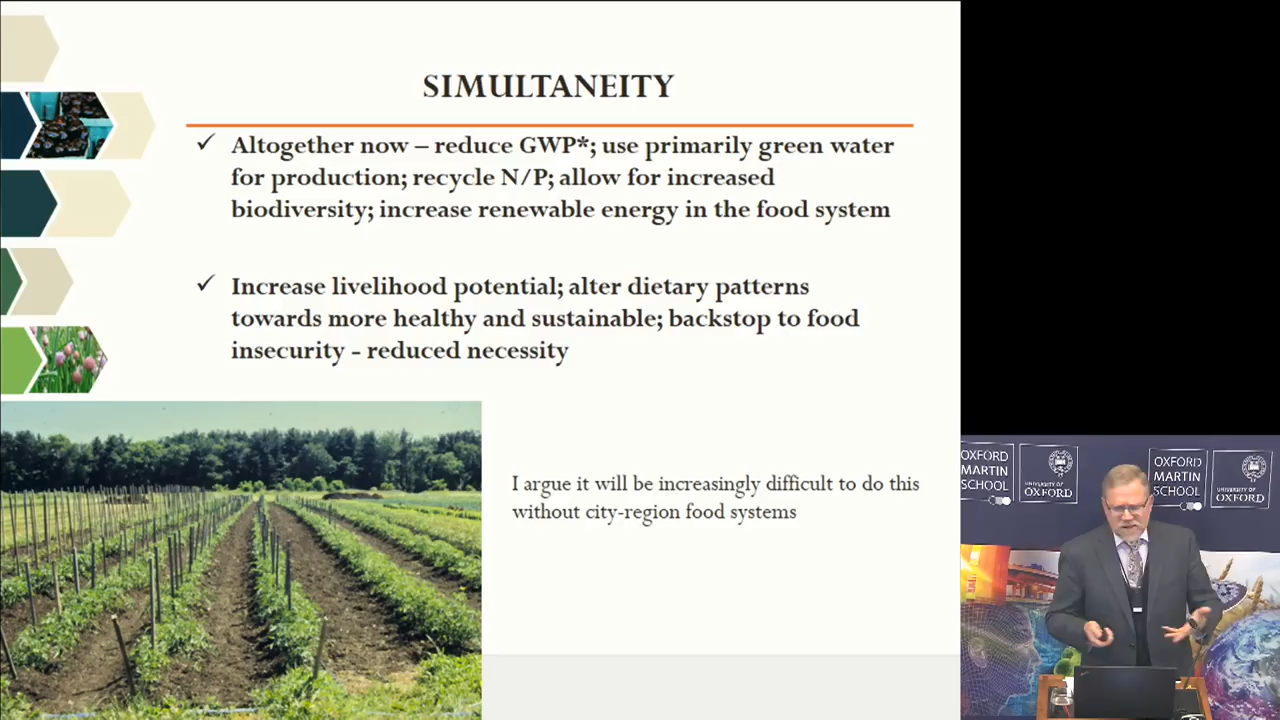 SIMULTANEITY
✓ Altogether now – reduce GWP*; use primarily green water
for production; recycle N/P; allow for increased
biodiversity; increase renewable energy in the food system
✓ Increase livelihood potential; alter dietary patterns
towards more healthy and sustainable; backstop to food
insecurity - reduced necessity
I argue it will be increasingly difficult to do this
without city-region food systems
OXFORD
MARTIN
SCHOOL
UNIVERSITY OF
OXFORD
OXFORD
MARTIN
SCHOOL
UNIVERSITY OF
OXFORD